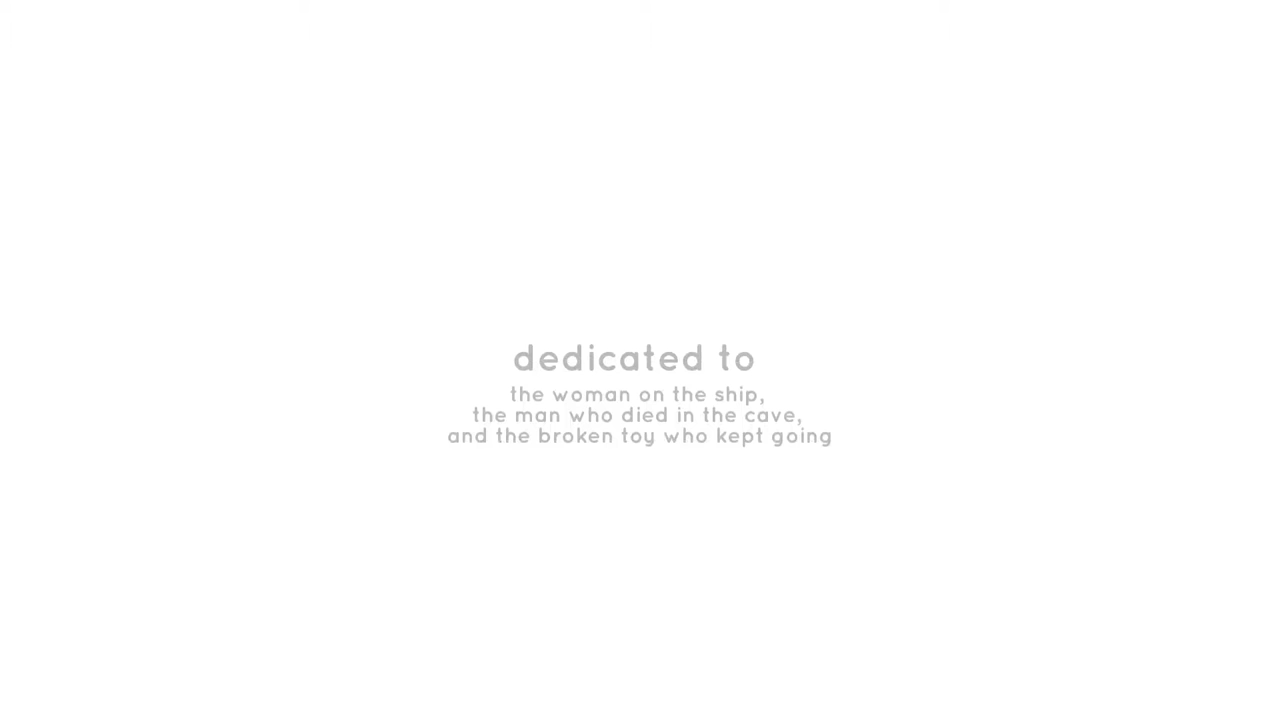 dedicated to
the woman on the ship,
the man who died in the cave,
and the broken toy who kept going